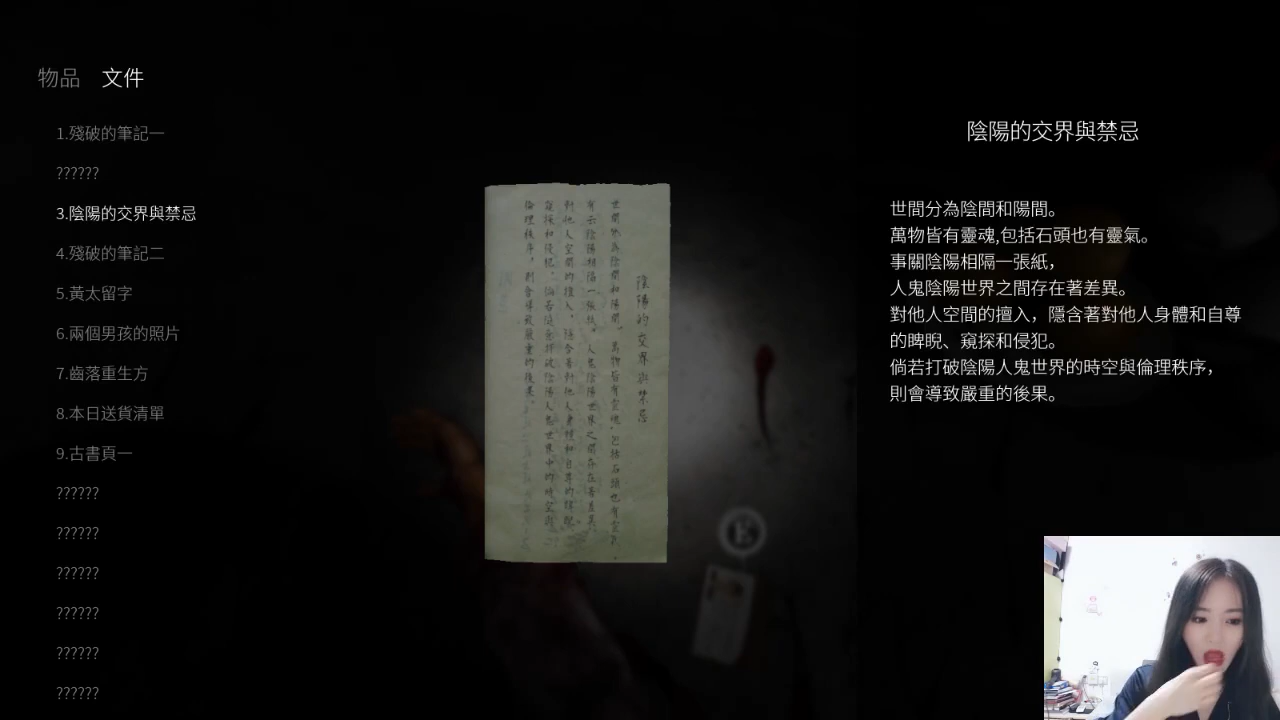 物品 文件
1.殘破的筆記一
??????
3.陰陽的交界與禁忌
4.殘破的筆記二
5.黃太留字
6.兩個男孩的照片
7.齒落重生方
8.本日送貨清單
9.古書頁一
??????
??????
??????
??????
??????
??????
陰陽的交界與禁忌
陰陽的交界與禁忌
世間分為陰間和陽間。
萬物皆有靈魂,包括石頭也有靈氣。
事關陰陽相隔一張紙，
人鬼陰陽世界之間存在著差異。
對他人空間的擅入，隱含著對他人身體和自尊
的睥睨、窺探和侵犯。
倘若打破陰陽人鬼世界的時空與倫理秩序，
則會導致嚴重的後果。
E